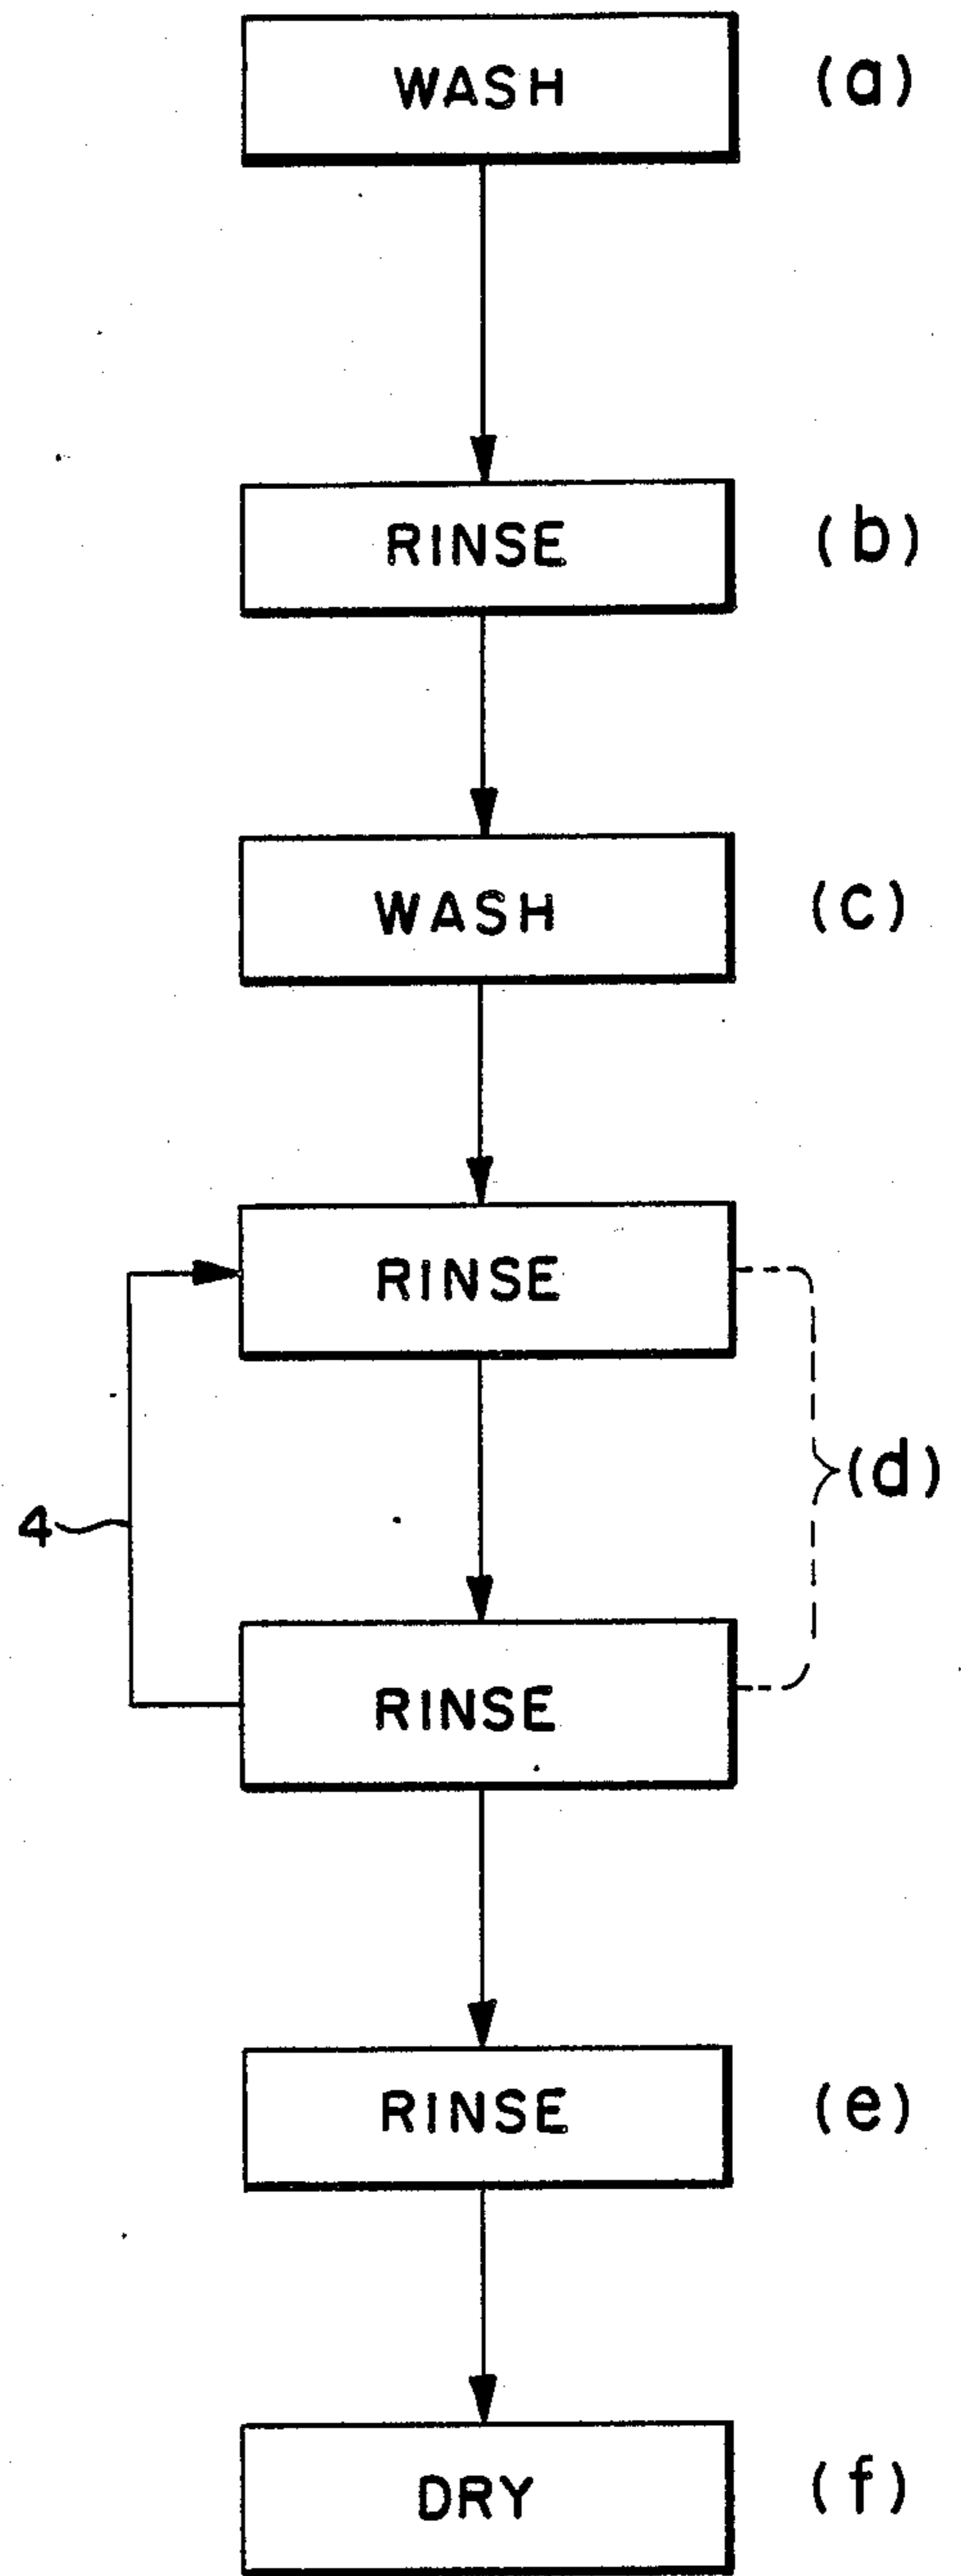 WASH (a)
RINSE (b)
WASH (c)
RINSE
(d)
4
RINSE
RINSE (e)
DRY (f)